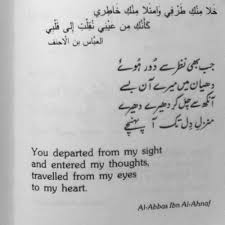 خلا منك طرفي وامتلا منك خاطري
كأنك من عيني نقلت إلى قلبي
العباس بن الأحنف
جب بھی نظر سے دور ہوئے
دھیان میں میرے آن بسے
آنکھ سے چل کر دھیرے دھیرے
منزلِ دل تک آ پہنچے
You departed from my sight
and entered my thoughts,
travelled from my eyes
to my heart.
Al-Abbas Ibn Al-Ahnaf